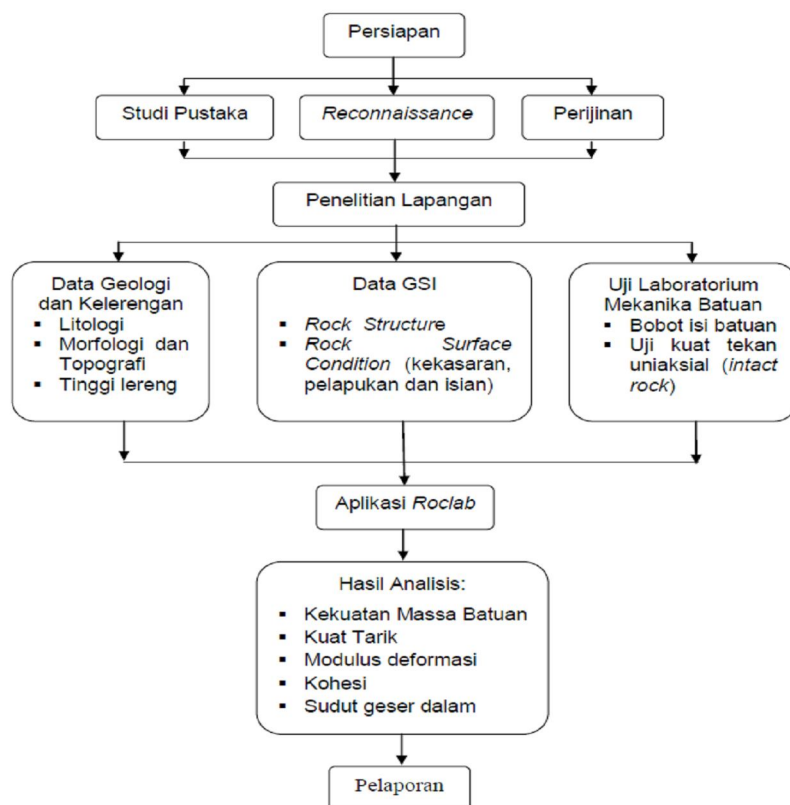 Persiapan
Studi Pustaka
Reconnaissance
Perijinan
Penelitian Lapangan
Data Geologi
dan Kelerengan
▪ Litologi
▪ Morfologi dan
Topografi
▪ Tinggi lereng
Data GSI
▪ Rock Structure
▪ Rock Surface
Condition (kekasaran,
pelapukan dan isian)
Uji Laboratorium
Mekanika Batuan
▪ Bobot isi batuan
▪ Uji kuat tekan
uniaksial (intact
rock)
Aplikasi Roclab
Hasil Analisis:
▪ Kekuatan Massa Batuan
▪ Kuat Tarik
▪ Modulus deformasi
▪ Kohesi
▪ Sudut geser dalam
Pelaporan